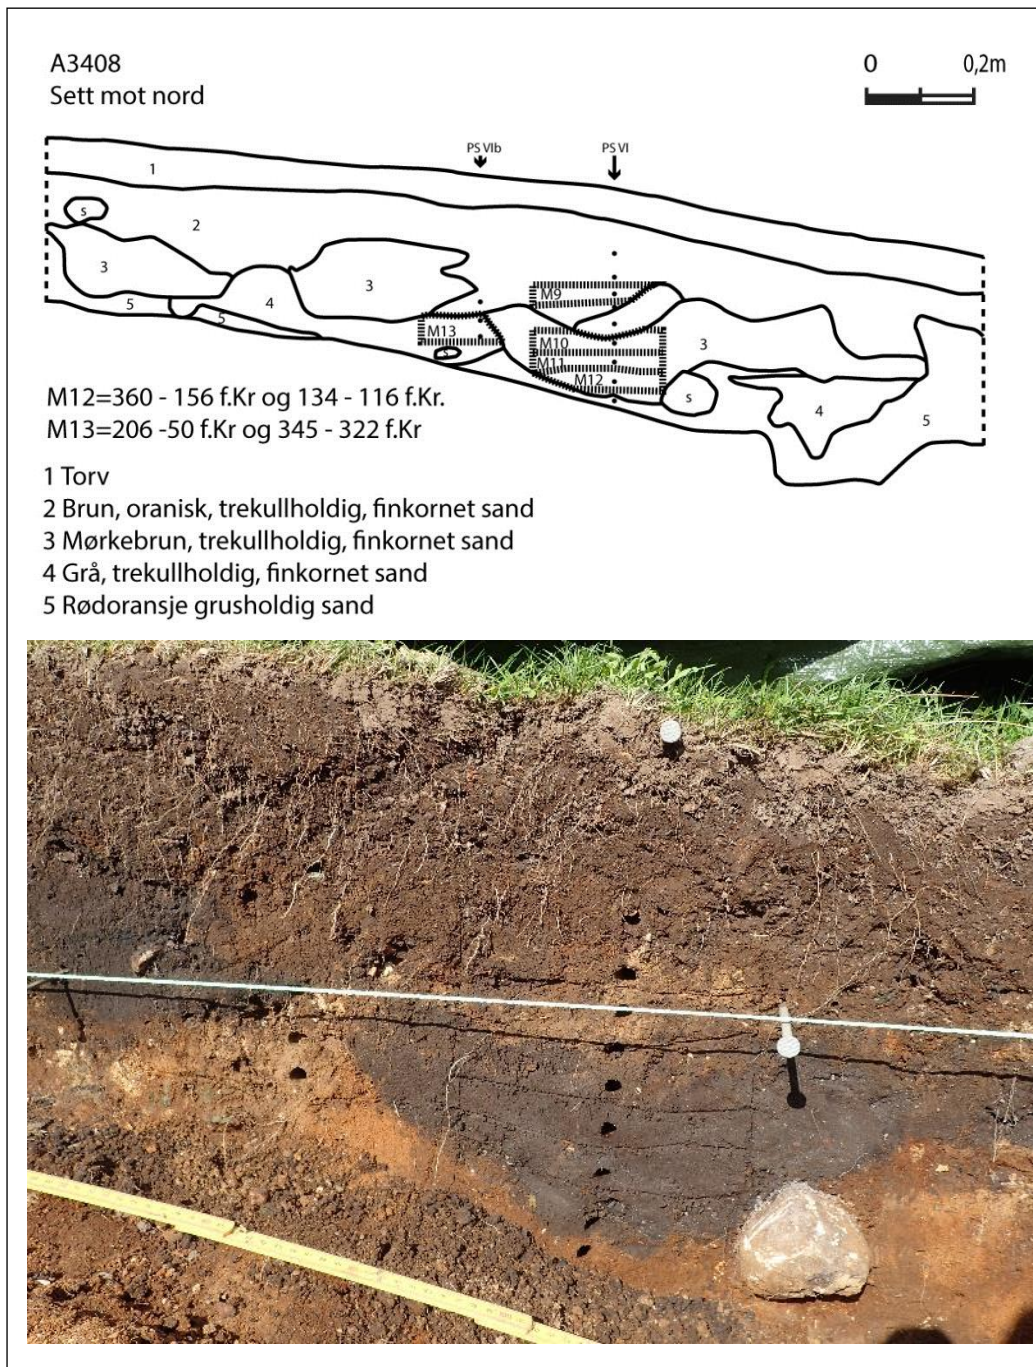 A3408
Sett mot nord
0 0,2m
PS VIb PS VI
1
s
2
3
3
4
5
5
M9
M13
M10
M11
M12
s
3
s
4
5
M12=360 - 156 f.Kr og 134 - 116 f.Kr.
M13=206 -50 f.Kr og 345 - 322 f.Kr
1 Torv
2 Brun, oranisk, trekullholdig, finkornet sand
3 Mørkebrun, trekullholdig, finkornet sand
4 Grå, trekullholdig, finkornet sand
5 Rødoransje grusholdig sand